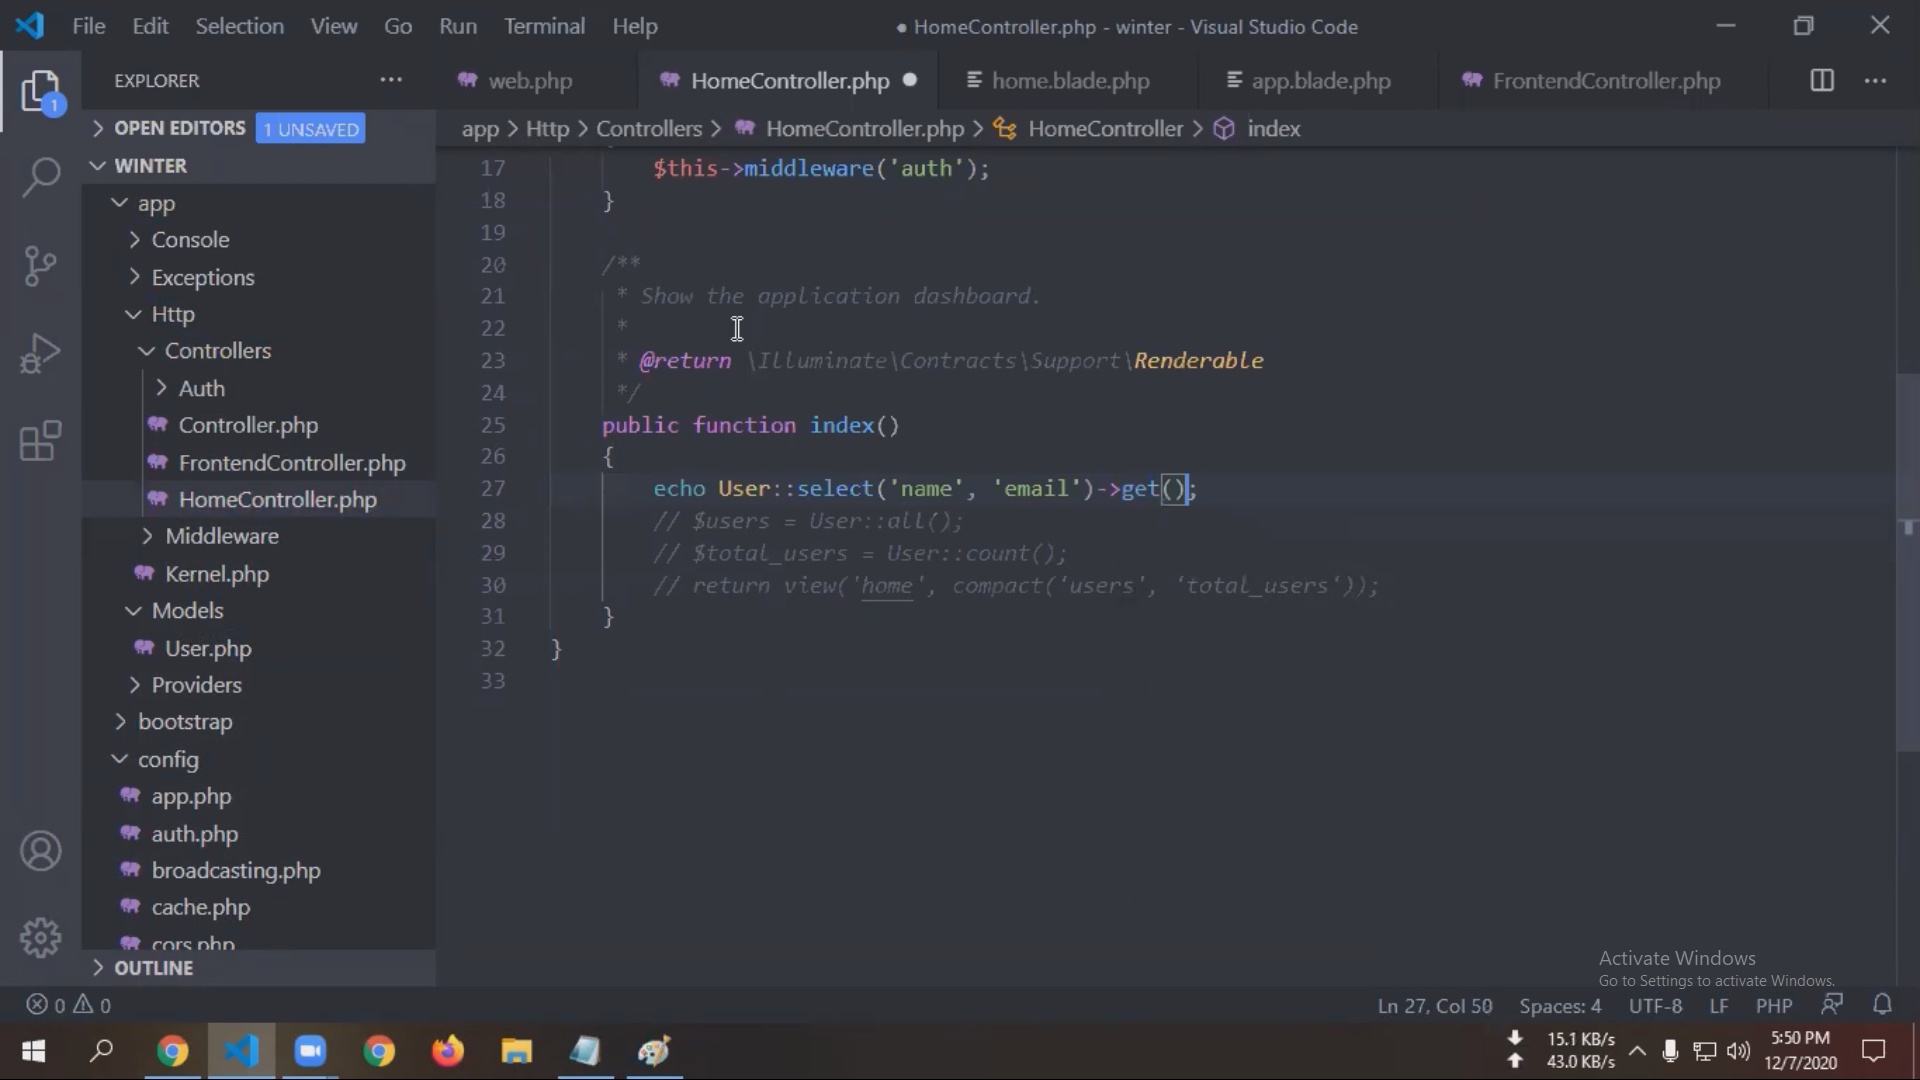 File Edit Selection View Go Run Terminal Help
● HomeController.php - winter - Visual Studio Code
EXPLORER
web.php
HomeController.php
home.blade.php
app.blade.php
FrontendController.php
OPEN EDITORS 1 UNSAVED
app > Http > Controllers > HomeController.php > HomeController > index
WINTER
app
Console
Exceptions
Http
Controllers
Auth
Controller.php
FrontendController.php
HomeController.php
Middleware
Kernel.php
Models
User.php
Providers
bootstrap
config
app.php
auth.php
broadcasting.php
cache.php
cors.php
OUTLINE
1
17 $this->middleware('auth');
18 }
19
20 /**
21 * Show the application dashboard.
22 *
23 * @return \Illuminate\Contracts\Support\Renderable
24 */
25 public function index()
26 {
27 echo User::select('name', 'email')->get();
28 // $users = User::all();
29 // $total_users = User::count();
30 // return view('home', compact(‘users’, ‘total_users‘));
31 }
32 }
33
Activate Windows
Go to Settings to activate Windows.
0 0
Ln 27, Col 50 Spaces: 4 UTF-8 LF PHP
15.1 KB/s
43.0 KB/s
5:50 PM
12/7/2020